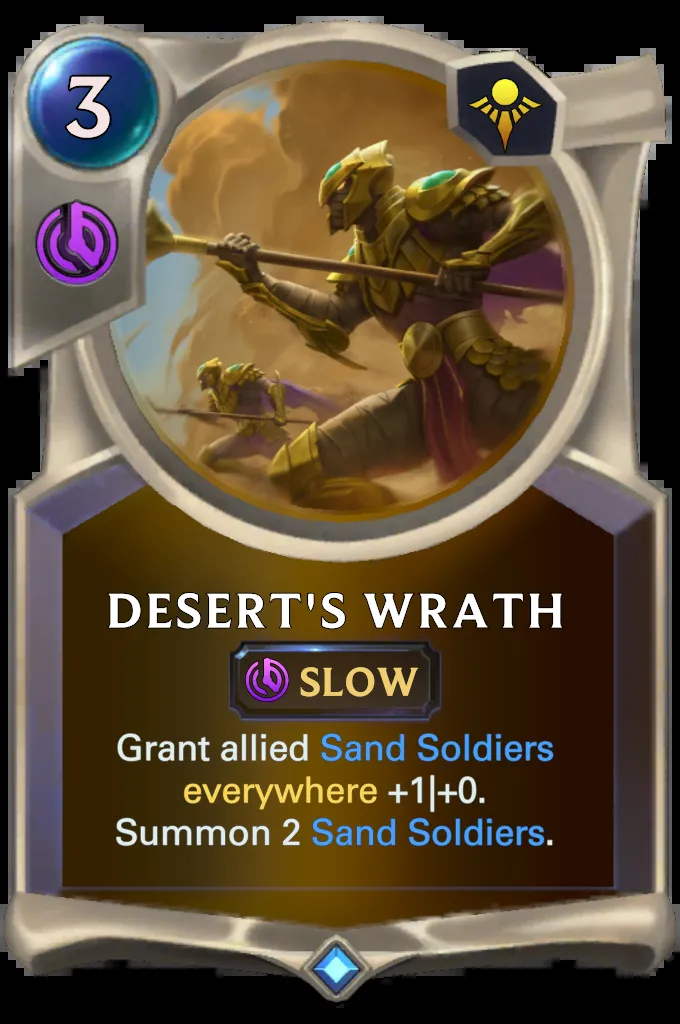 3
DESERT'S WRATH
SLOW
Grant allied Sand Soldiers
everywhere +1|+0.
Summon 2 Sand Soldiers.